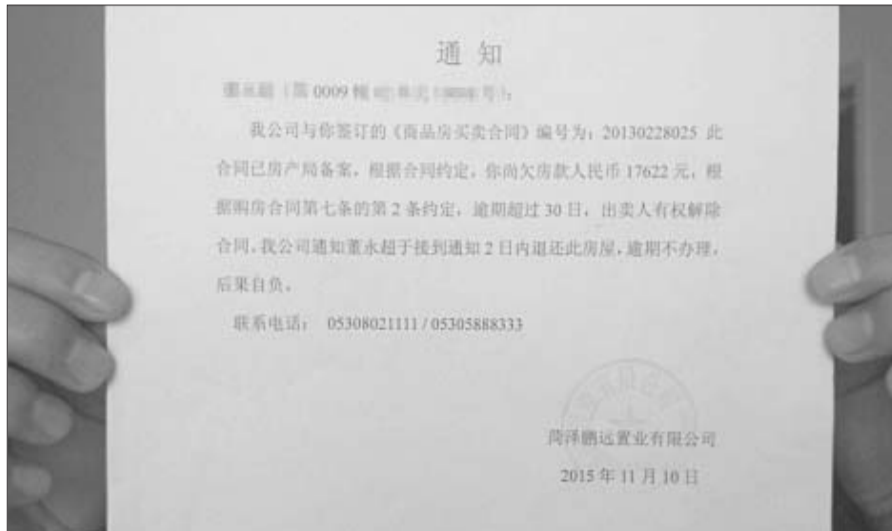 通 知
第 0009 幢
我公司与你签订的《商品房买卖合同》编号为：20130228025 此
合同已房产局备案，根据合同约定，你尚欠房款人民币 17622 元，根
据购房合同第七条的第 2 条约定，逾期超过 30 日，出卖人有权解除
合同，我公司通知董永超于接到通知 2 日内退还此房屋，逾期不办理，
后果自负。
联系电话： 05308021111 / 05305888333
菏泽鹏远置业有限公司
2015 年 11 月 10 日